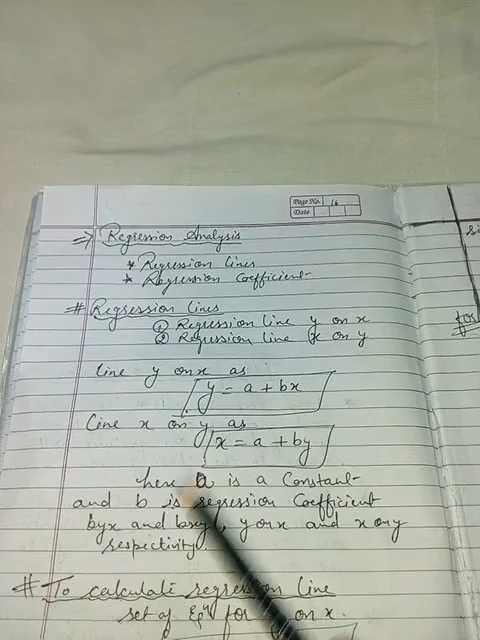 Page No. 16
Date
⇒ Regression Analysis
* Regression lines
* Regression Coefficient
# Regression lines
① Regression line y on x
② Regression line x on y
line y on x as
y = a + bx
Line x on y as
x = a + by
here a is a Constant
and b is regression Coefficient
byx and bxy, y on x and x on y
respectivity.
# To calculate regression line
set of Eqn for y on x.
for